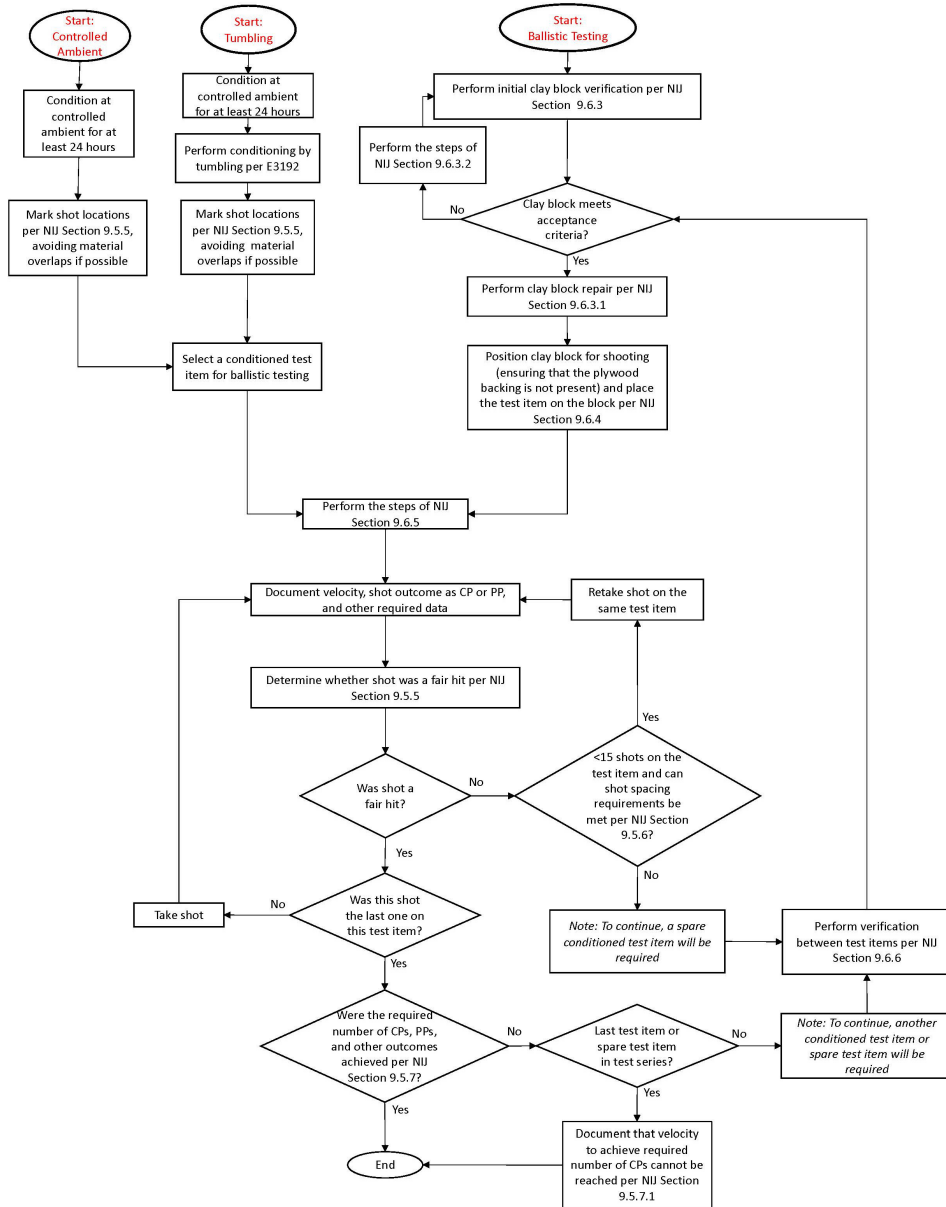 Start:
Controlled
Ambient
Condition at
controlled
ambient for at
least 24 hours
Mark shot locations
per NIJ Section 9.5.5,
avoiding material
overlaps if possible
Start:
Tumbling
Condition at
controlled ambient
for at least 24 hours
Perform conditioning by
tumbling per E3192
Mark shot locations
per NIJ Section 9.5.5,
avoiding material
overlaps if possible
Select a conditioned test
item for ballistic testing
Start:
Ballistic Testing
Perform initial clay block verification per NIJ
Section 9.6.3
Perform the steps of
NIJ Section 9.6.3.2
No
Clay block meets
acceptance
criteria?
Yes
Perform clay block repair per NIJ
Section 9.6.3.1
Position clay block for shooting
(ensuring that the plywood
backing is not present) and place
the test item on the block per NIJ
Section 9.6.4
Perform the steps of NIJ
Section 9.6.5
Document velocity, shot outcome as CP or PP,
and other required data
Retake shot on the
same test item
Determine whether shot was a fair hit per NIJ
Section 9.5.5
Yes
Was shot a
fair hit?
No
<15 shots on the
test item and can
shot spacing
requirements be
met per NIJ Section
9.5.6?
Yes
No
Take shot
No
Was this shot
the last one on
this test item?
Note: To continue, a spare
conditioned test item will be
required
Perform verification
between test items per NIJ
Section 9.6.6
Yes
Were the required
number of CPs, PPs,
and other outcomes
achieved per NIJ
Section 9.5.7?
No
Last test item or
spare test item
in test series?
No
Note: To continue, another
conditioned test item or
spare test item will be
required
Yes
Yes
End
Document that velocity
to achieve required
number of CPs cannot be
reached per NIJ Section
9.5.7.1